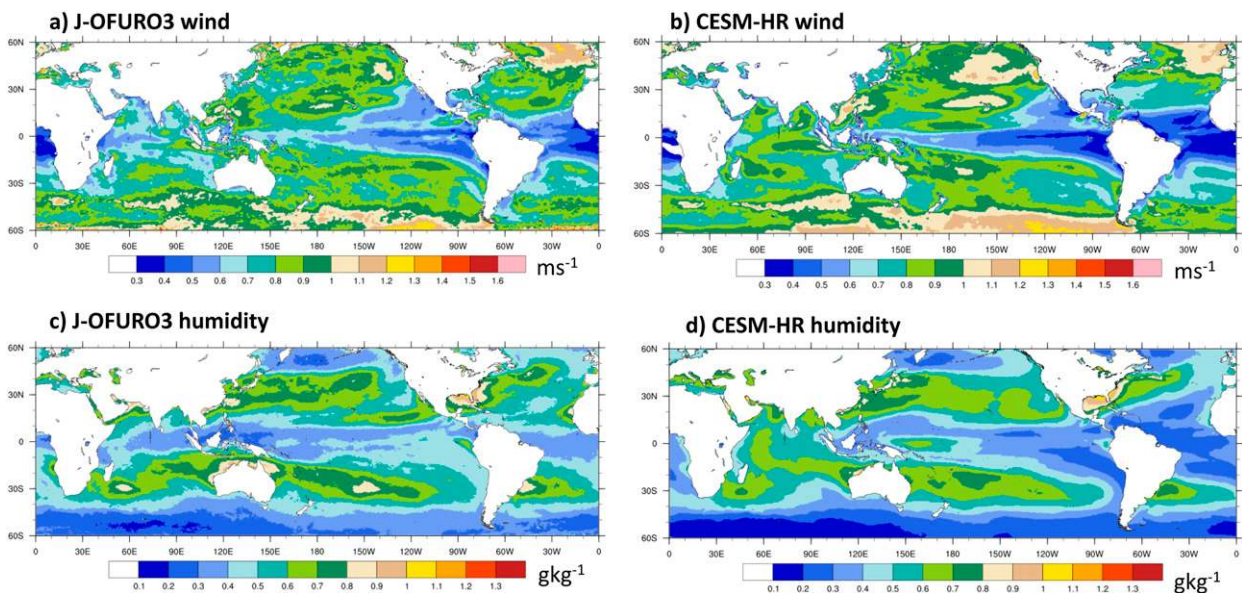 a) J-OFURO3 wind
b) CESM-HR wind
60N 30N 0 30S 60S
0 30E 60E 90E 120E 150E 180 150W 120W 90W 60W 30W 0
0.3 0.4 0.5 0.6 0.7 0.8 0.9 1 1.1 1.2 1.3 1.4 1.5 1.6 ms-1
60N 30N 0 30S 60S
0 30E 60E 90E 120E 150E 180 150W 120W 90W 60W 30W 0
0.3 0.4 0.5 0.6 0.7 0.8 0.9 1 1.1 1.2 1.3 1.4 1.5 1.6 ms-1
c) J-OFURO3 humidity
d) CESM-HR humidity
60N 30N 0 30S 60S
0 30E 60E 90E 120E 150E 180 150W 120W 90W 60W 30W 0
0.1 0.2 0.3 0.4 0.5 0.6 0.7 0.8 0.9 1 1.1 1.2 1.3 gkg-1
60N 30N 0 30S 60S
0 30E 60E 90E 120E 150E 180 150W 120W 90W 60W 30W 0
0.1 0.2 0.3 0.4 0.5 0.6 0.7 0.8 0.9 1 1.1 1.2 1.3 gkg-1